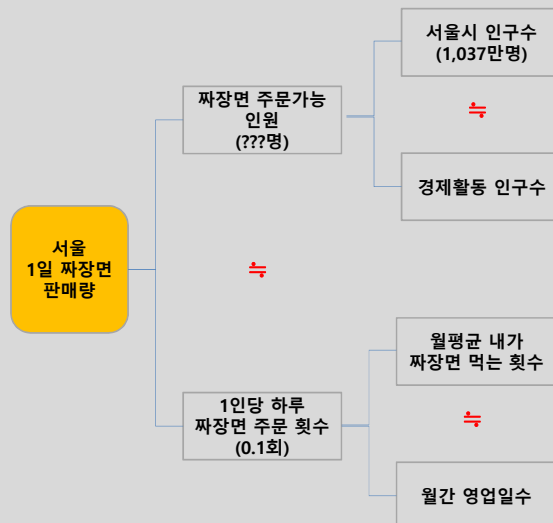 서울
1일 짜장면
판매량
짜장면 주문가능
인원
(???명)
서울시 인구수
(1,037만명)
≒
경제활동 인구수
≒
1인당 하루
짜장면 주문 횟수
(0.1회)
월평균 내가
짜장면 먹는 횟수
≒
월간 영업일수